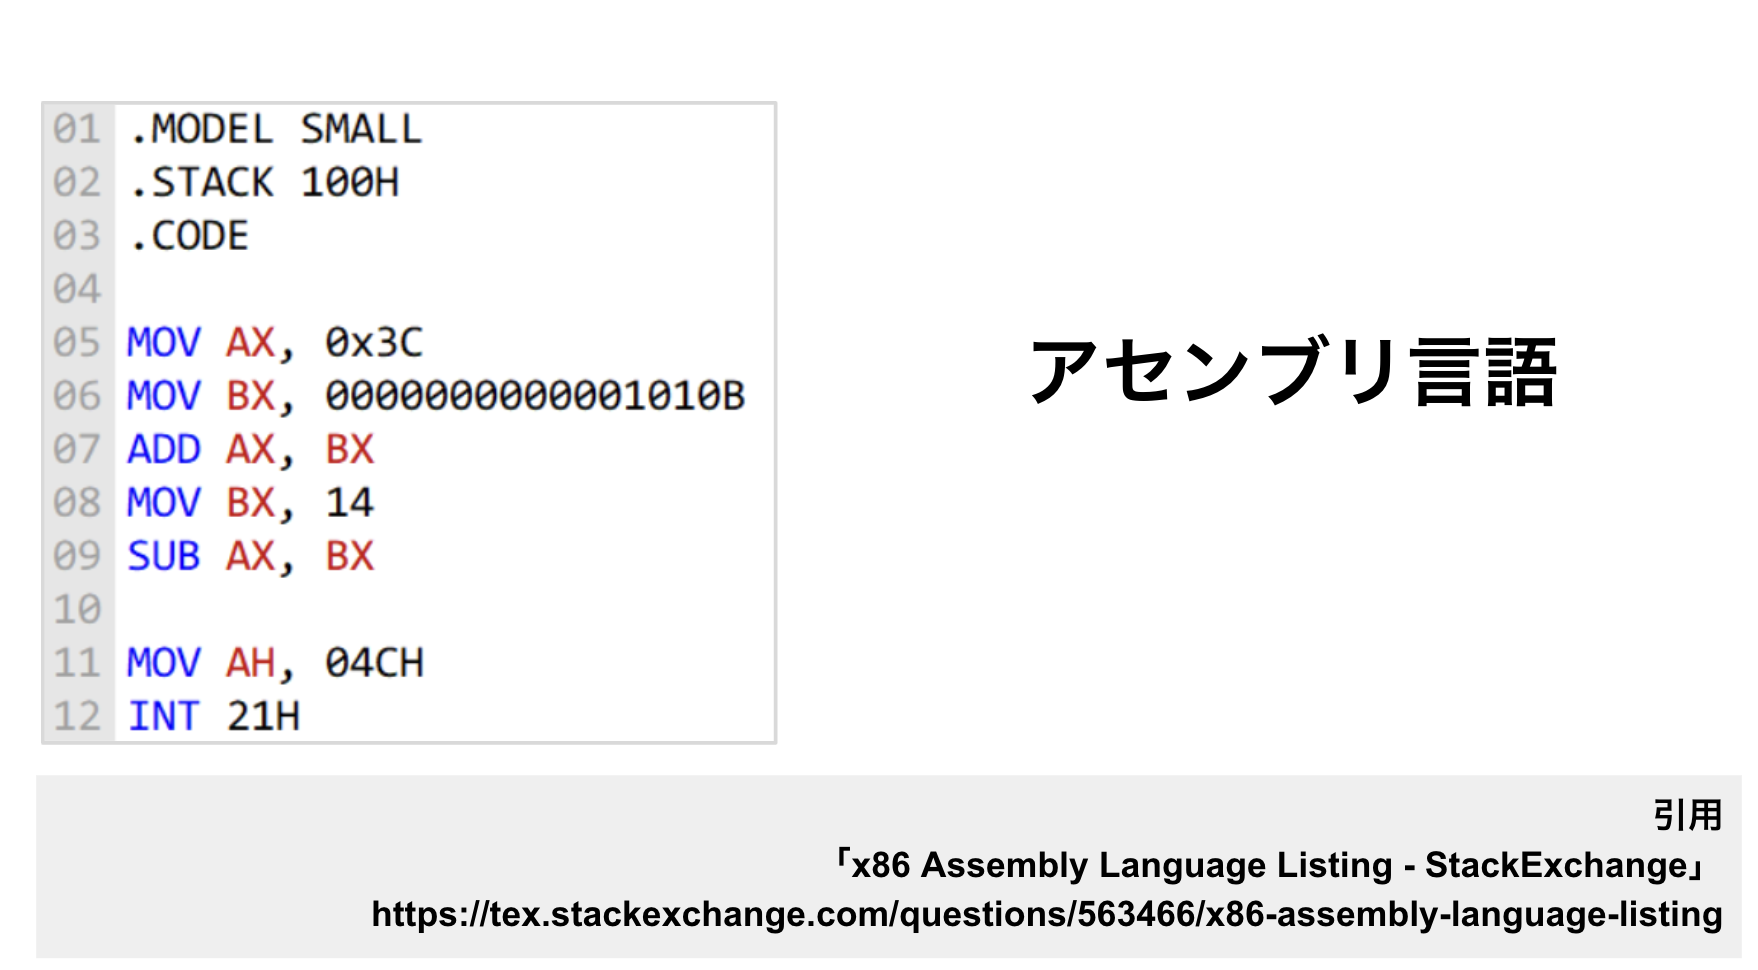 01 .MODEL SMALL
02 .STACK 100H
03 .CODE
04
05 MOV AX, 0x3C
06 MOV BX, 0000000000001010B
07 ADD AX, BX
08 MOV BX, 14
09 SUB AX, BX
10
11 MOV AH, 04CH
12 INT 21H
アセンブリ言語
引用
「x86 Assembly Language Listing - StackExchange」
https://tex.stackexchange.com/questions/563466/x86-assembly-language-listing